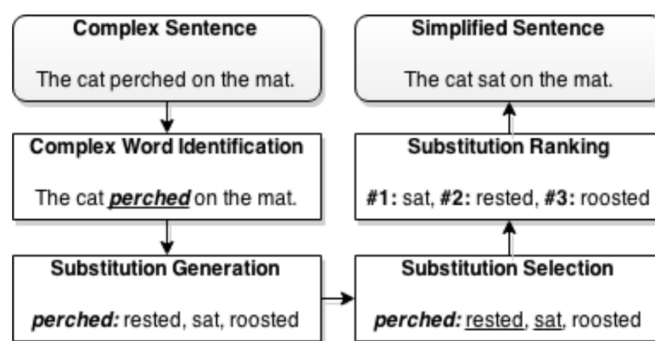 Complex Sentence
The cat perched on the mat.
Complex Word Identification
The cat perched on the mat.
Substitution Generation
perched: rested, sat, roosted
Substitution Selection
perched: rested, sat, roosted
Substitution Ranking
#1: sat, #2: rested, #3: roosted
Simplified Sentence
The cat sat on the mat.